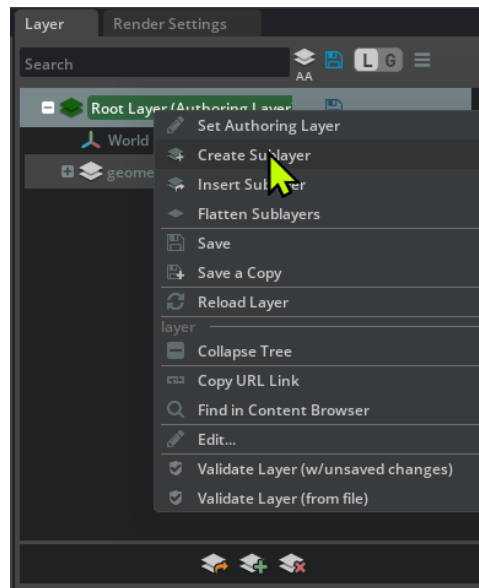 Layer
Render Settings
Search
AA
L G
Root Layer (Authoring Layer
World
Set Authoring Layer
Create Sublayer
geome
Insert Sublayer
Flatten Sublayers
Save
Save a Copy
Reload Layer
layer
Collapse Tree
Copy URL Link
Find in Content Browser
Edit...
Validate Layer (w/unsaved changes)
Validate Layer (from file)